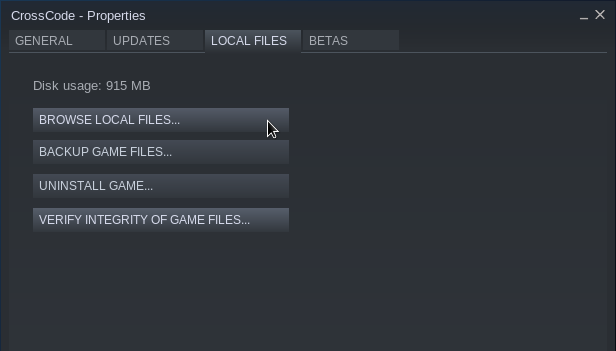 CrossCode - Properties
GENERAL UPDATES LOCAL FILES BETAS
Disk usage: 915 MB
BROWSE LOCAL FILES...
BACKUP GAME FILES...
UNINSTALL GAME...
VERIFY INTEGRITY OF GAME FILES...